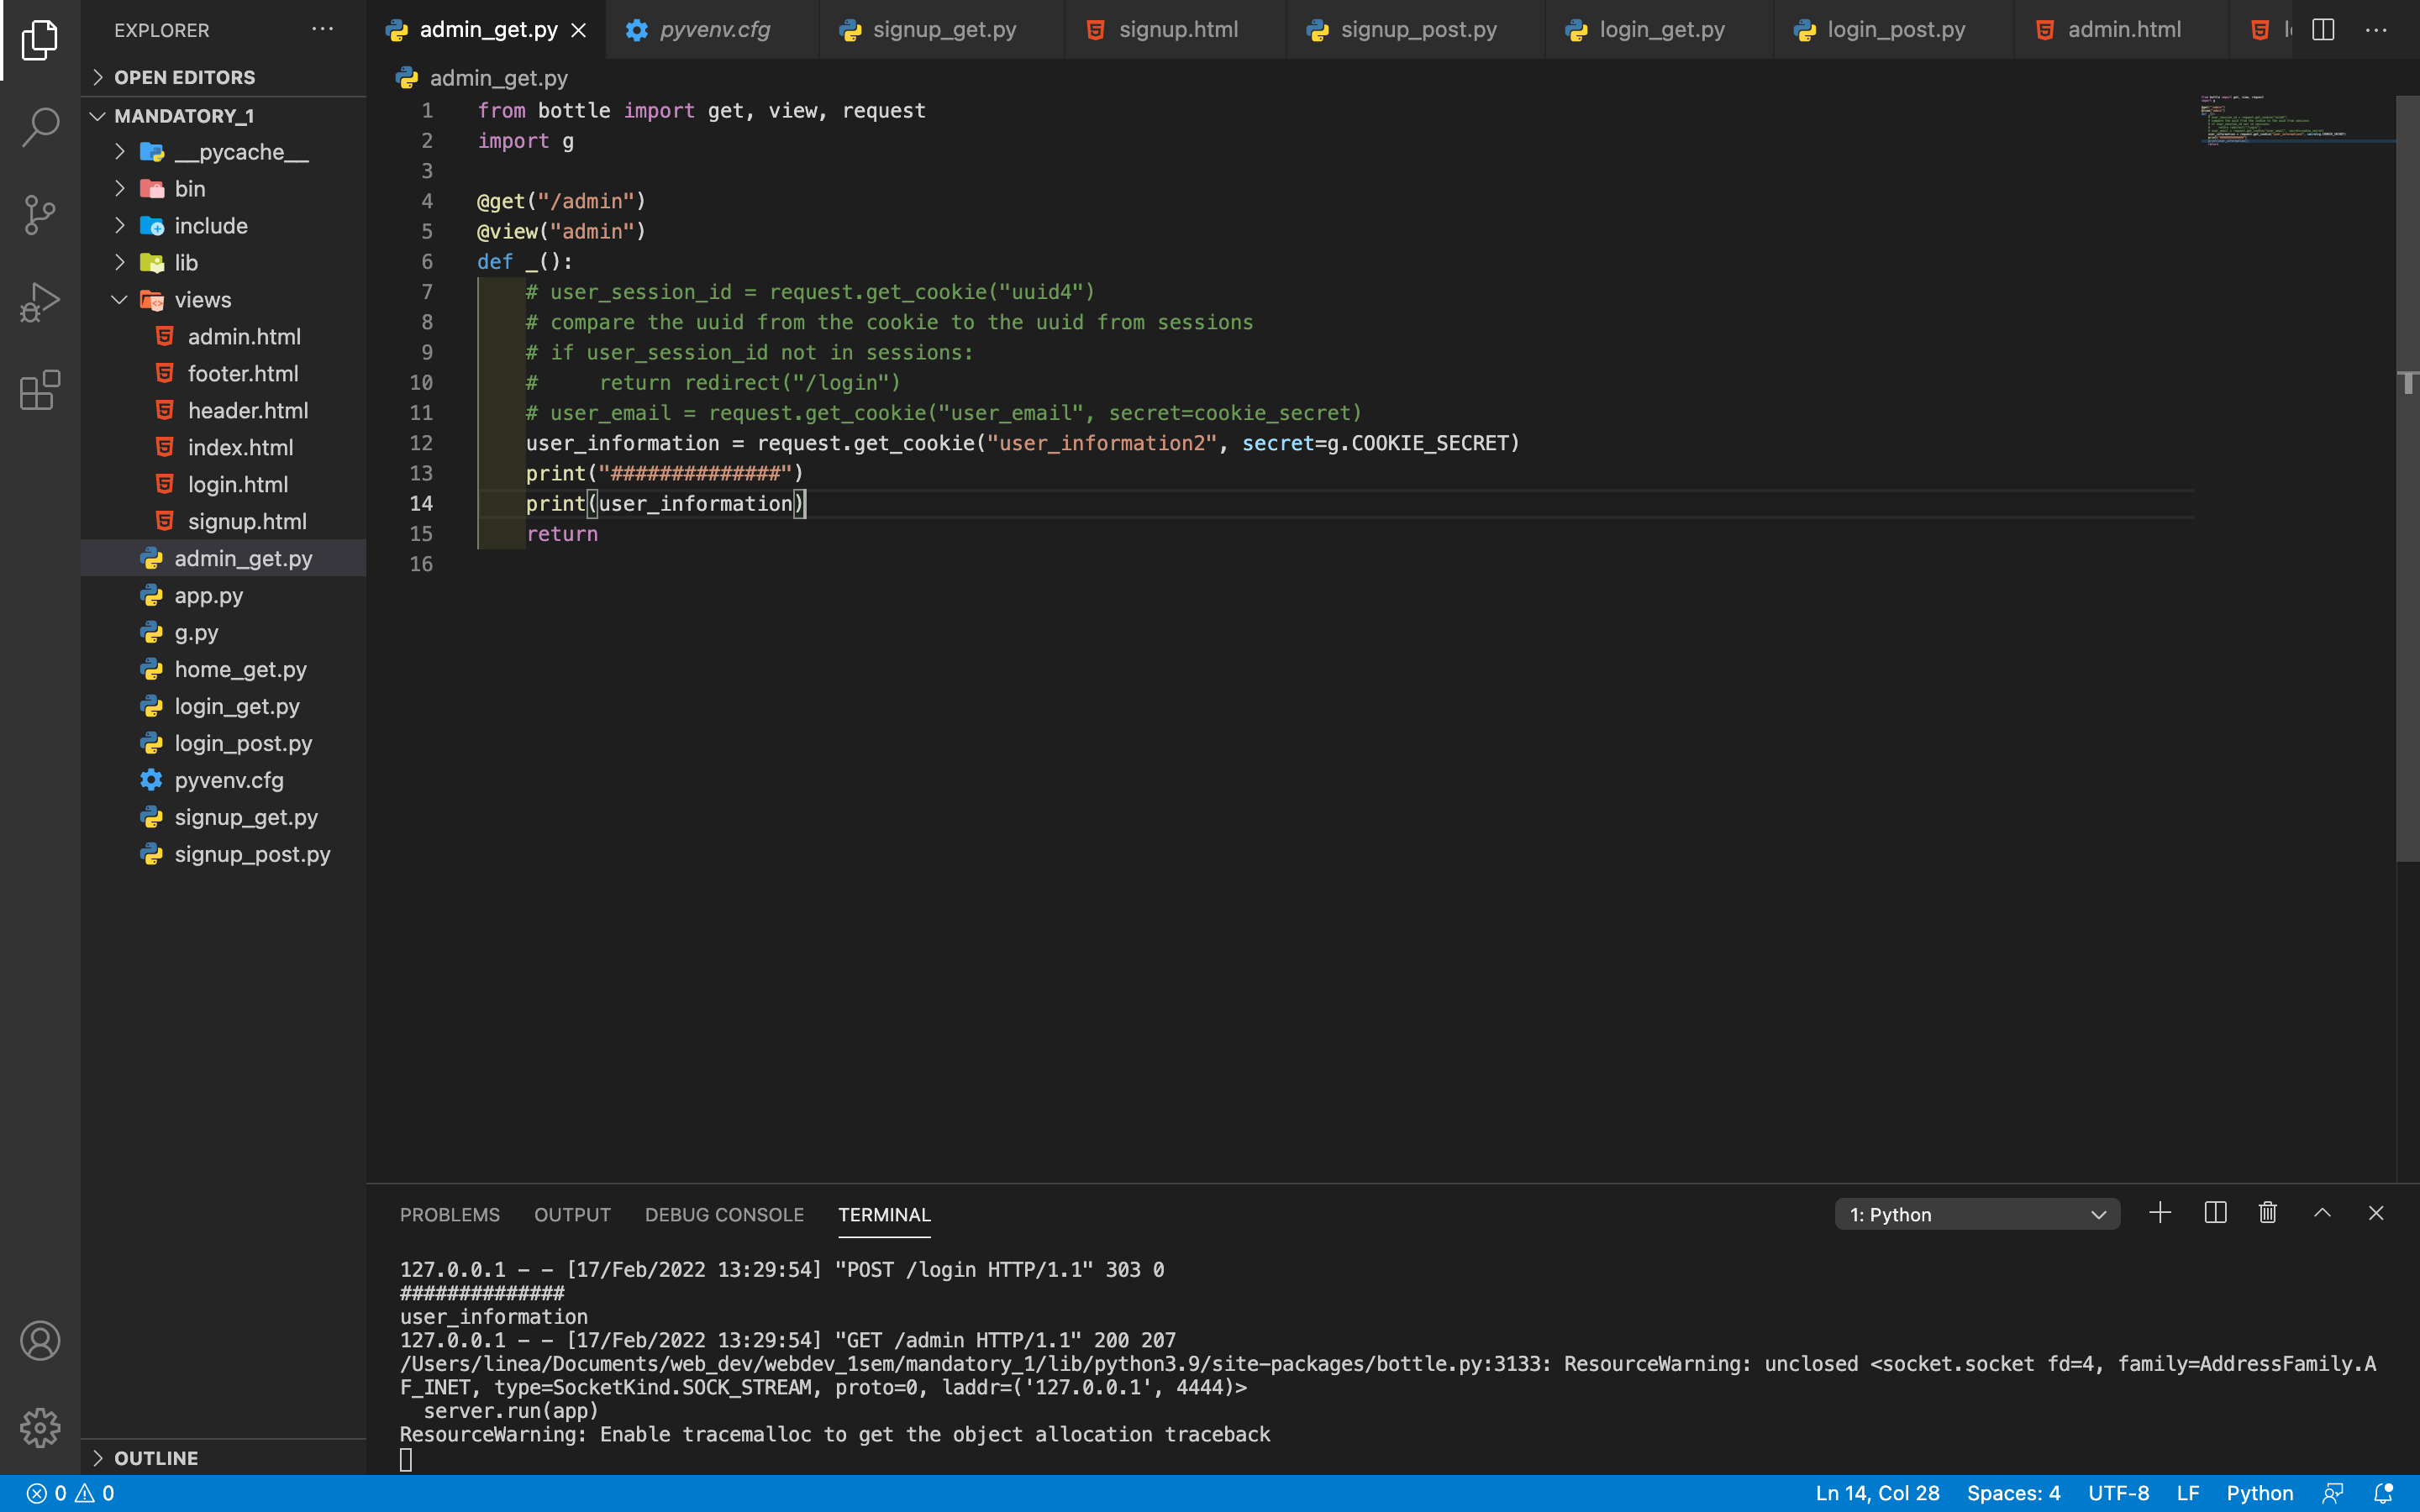 EXPLORER
OPEN EDITORS
MANDATORY_1
__pycache__
bin
include
lib
views
admin.html
footer.html
header.html
index.html
login.html
signup.html
admin_get.py
app.py
g.py
home_get.py
login_get.py
login_post.py
pyvenv.cfg
signup_get.py
signup_post.py
OUTLINE
admin_get.py pyvenv.cfg signup_get.py signup.html signup_post.py login_get.py login_post.py admin.html
admin_get.py
1 from bottle import get, view, request
2 import g
3
4 @get("/admin")
5 @view("admin")
6 def _():
7 # user_session_id = request.get_cookie("uuid4")
8 # compare the uuid from the cookie to the uuid from sessions
9 # if user_session_id not in sessions:
10 #     return redirect("/login")
11 # user_email = request.get_cookie("user_email", secret=cookie_secret)
12 user_information = request.get_cookie("user_information2", secret=g.COOKIE_SECRET)
13 print("##############")
14 print(user_information)
15 return
16
PROBLEMS OUTPUT DEBUG CONSOLE TERMINAL 1: Python
127.0.0.1 - - [17/Feb/2022 13:29:54] "POST /login HTTP/1.1" 303 0
##############
user_information
127.0.0.1 - - [17/Feb/2022 13:29:54] "GET /admin HTTP/1.1" 200 207
/Users/linea/Documents/web_dev/webdev_1sem/mandatory_1/lib/python3.9/site-packages/bottle.py:3133: ResourceWarning: unclosed <socket.socket fd=4, family=AddressFamily.A
F_INET, type=SocketKind.SOCK_STREAM, proto=0, laddr=('127.0.0.1', 4444)>
server.run(app)
ResourceWarning: Enable tracemalloc to get the object allocation traceback
0 0 Ln 14, Col 28 Spaces: 4 UTF-8 LF Python